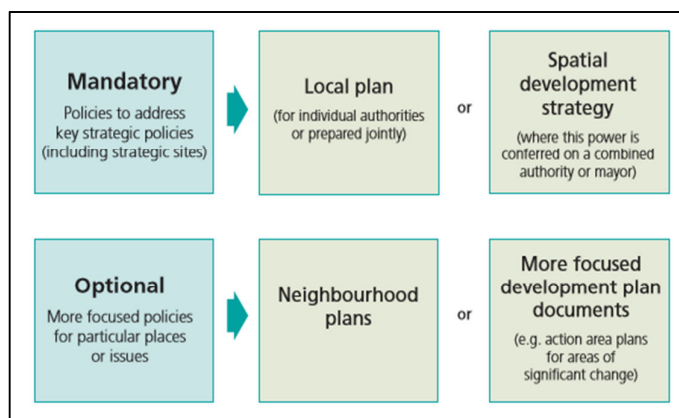 Mandatory
Policies to address
key strategic policies
(including strategic sites)
Local plan
(for individual authorities
or prepared jointly)
or
Spatial
development
strategy
(where this power is
conferred on a combined
authority or mayor)
Optional
More focused policies
for particular places
or issues
Neighbourhood
plans
or
More focused
development plan
documents
(e.g. action area plans
for areas of
significant change)